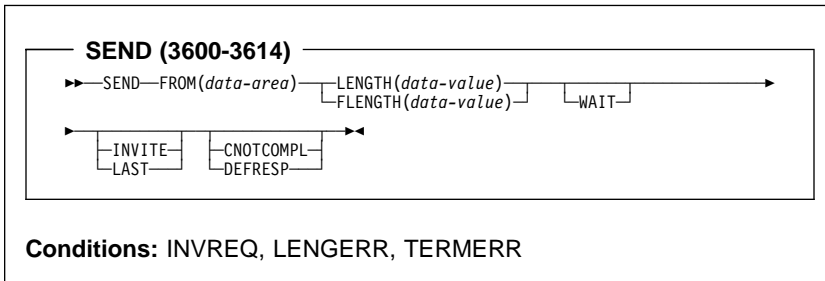 SEND (3600-3614)
SEND—FROM(data-area)—LENGTH(data-value)
FLENGTH(data-value) WAIT
INVITE CNOTCOMPL
LAST DEFRESP
Conditions: INVREQ, LENGERR, TERMERR